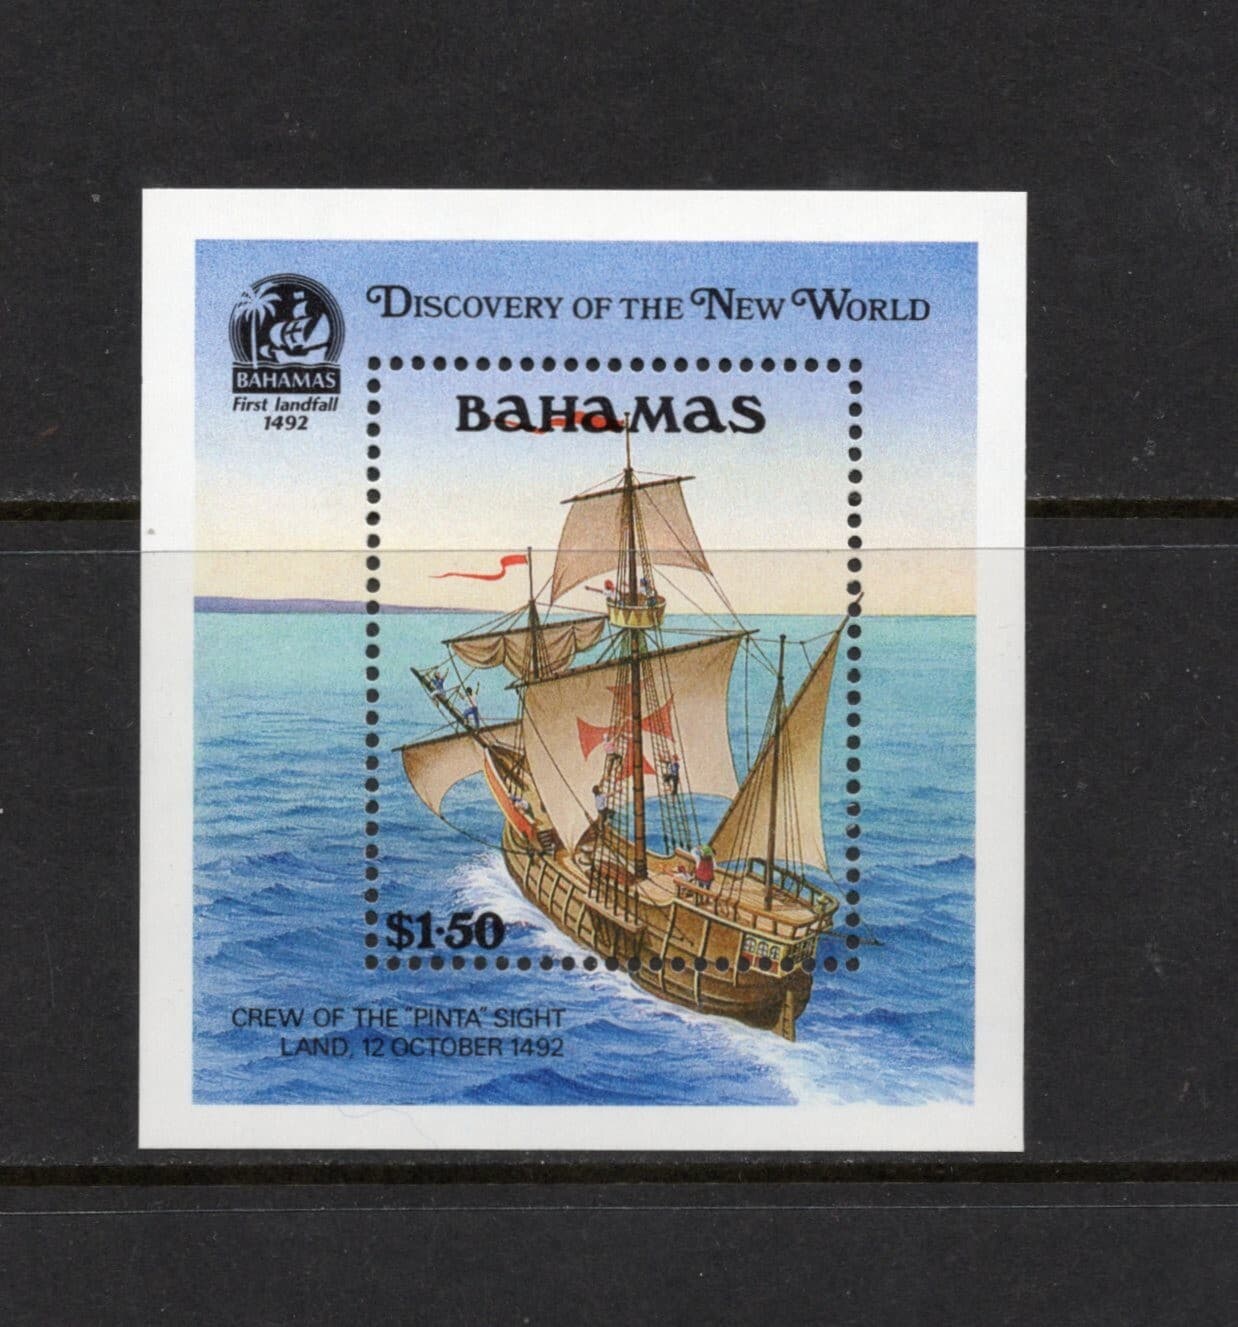 DISCOVERY OF THE NEW WORLD
BAHAMAS
First landfall
1492
BAHAMAS
$1·50
CREW OF THE "PINTA" SIGHT
LAND, 12 OCTOBER 1492